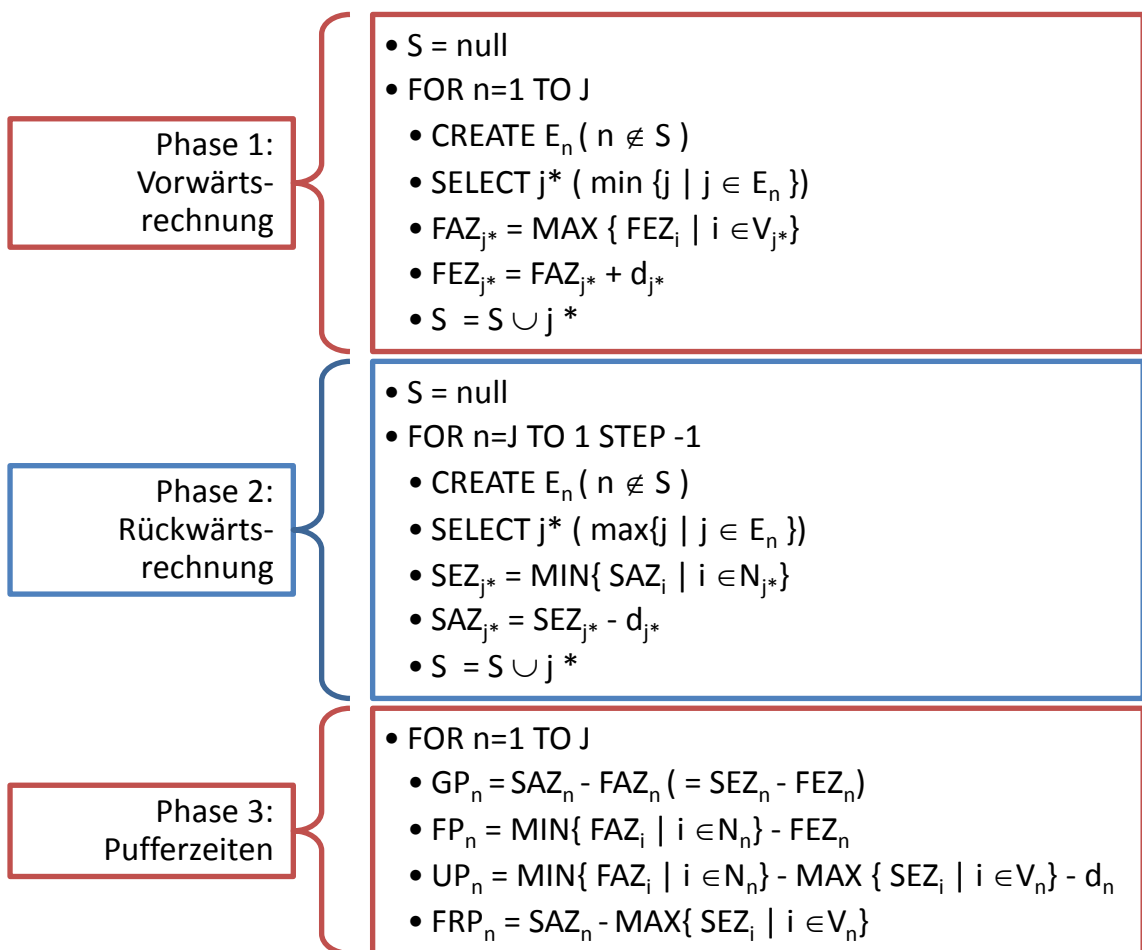 Phase 1:
Vorwärts-
rechnung
• S = null
• FOR n=1 TO J
• CREATE Eₙ ( n ∉ S )
• SELECT j* ( min {j | j ∈ Eₙ })
• FAZⱼ* = MAX { FEZᵢ | i ∈Vⱼ*}
• FEZⱼ* = FAZⱼ* + dⱼ*
• S = S ∪ j *
Phase 2:
Rückwärts-
rechnung
• S = null
• FOR n=J TO 1 STEP -1
• CREATE Eₙ ( n ∉ S )
• SELECT j* ( max{j | j ∈ Eₙ })
• SEZⱼ* = MIN{ SAZᵢ | i ∈Nⱼ*}
• SAZⱼ* = SEZⱼ* - dⱼ*
• S = S ∪ j *
Phase 3:
Pufferzeiten
• FOR n=1 TO J
• GPₙ = SAZₙ - FAZₙ ( = SEZₙ - FEZₙ)
• FPₙ = MIN{ FAZᵢ | i ∈Nₙ} - FEZₙ
• UPₙ = MIN{ FAZᵢ | i ∈Nₙ} - MAX { SEZᵢ | i ∈Vₙ} - dₙ
• FRPₙ = SAZₙ - MAX{ SEZᵢ | i ∈Vₙ}